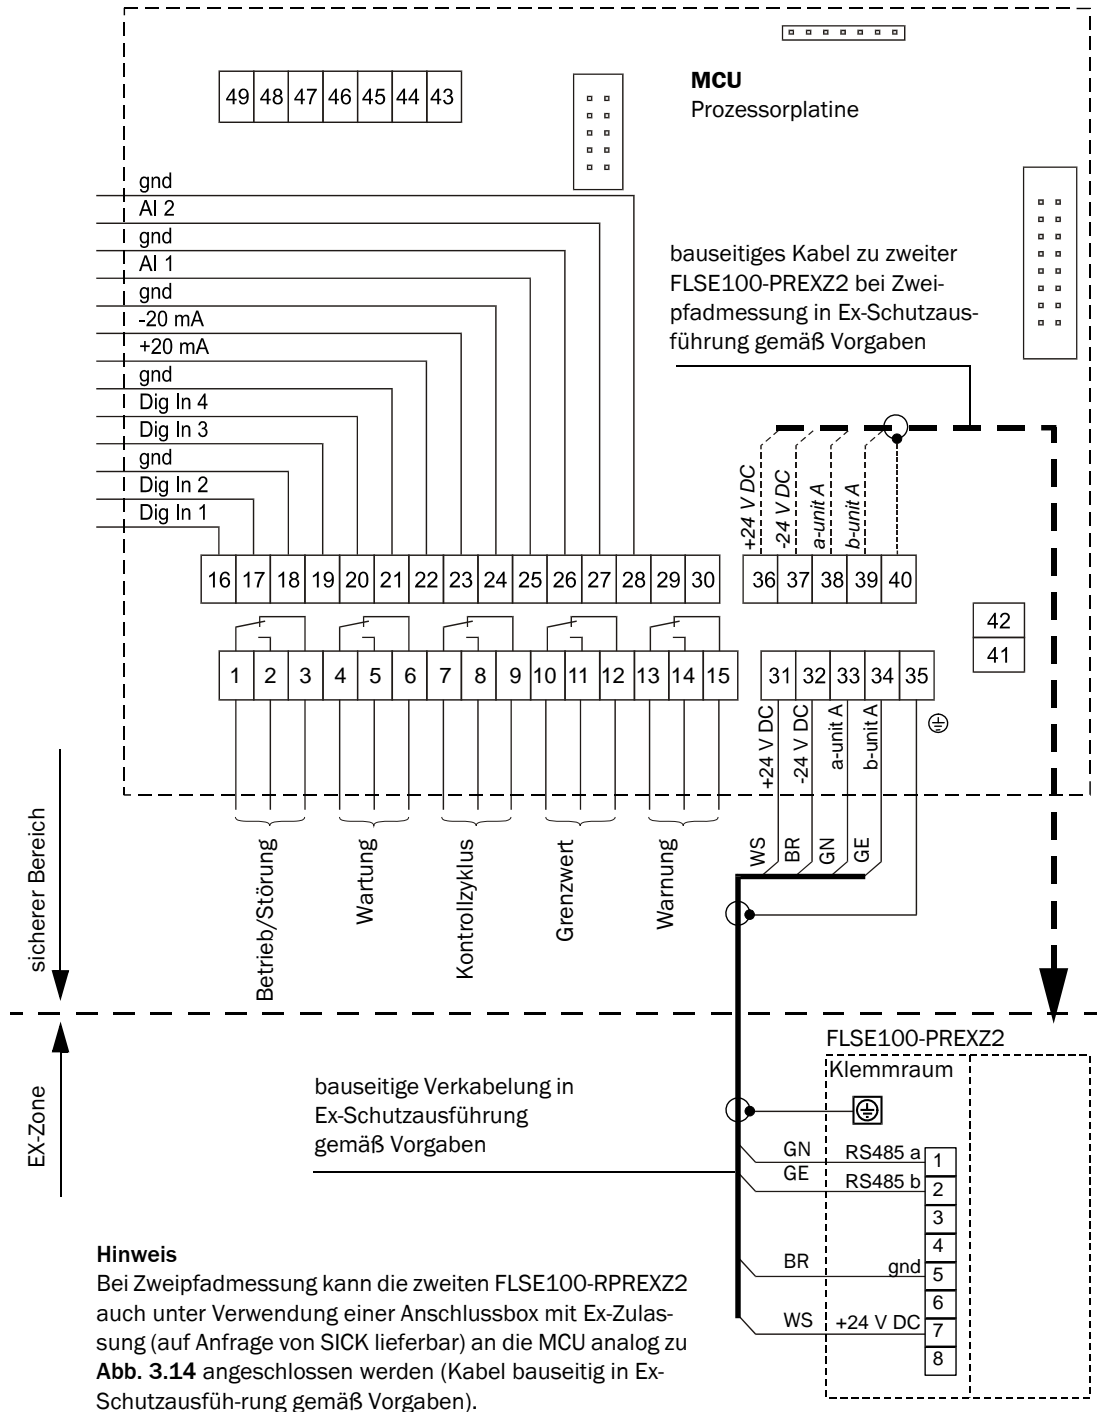 MCU
Prozessorplatine
49 48 47 46 45 44 43
gnd
AI 2
gnd
AI 1
gnd
-20 mA
+20 mA
gnd
Dig In 4
Dig In 3
gnd
Dig In 2
Dig In 1
bauseitiges Kabel zu zweiter
FLSE100-PREXZ2 bei Zwei-
pfadmessung in Ex-Schutzaus-
führung gemäß Vorgaben
+24 V DC
-24 V DC
a-unit A
b-unit A
16 17 18 19 20 21 22 23 24 25 26 27 28 29 30
36 37 38 39 40
42
41
1 2 3 4 5 6 7 8 9 10 11 12 13 14 15
31 32 33 34 35
+24 V DC
-24 V DC
a-unit A
b-unit A
WS
BR
GN
GE
Betrieb/Störung
Wartung
Kontrollzyklus
Grenzwert
Warnung
sicherer Bereich
EX-Zone
FLSE100-PREXZ2
Klemmraum
bauseitige Verkabelung in
Ex-Schutzausführung
gemäß Vorgaben
GN RS485 a 1
GE RS485 b 2
3
4
BR gnd 5
6
WS +24 V DC 7
8
Hinweis
Bei Zweipfadmessung kann die zweiten FLSE100-RPREXZ2
auch unter Verwendung einer Anschlussbox mit Ex-Zulas-
sung (auf Anfrage von SICK lieferbar) an die MCU analog zu
Abb. 3.14 angeschlossen werden (Kabel bauseitig in Ex-
Schutzausfüh-rung gemäß Vorgaben).